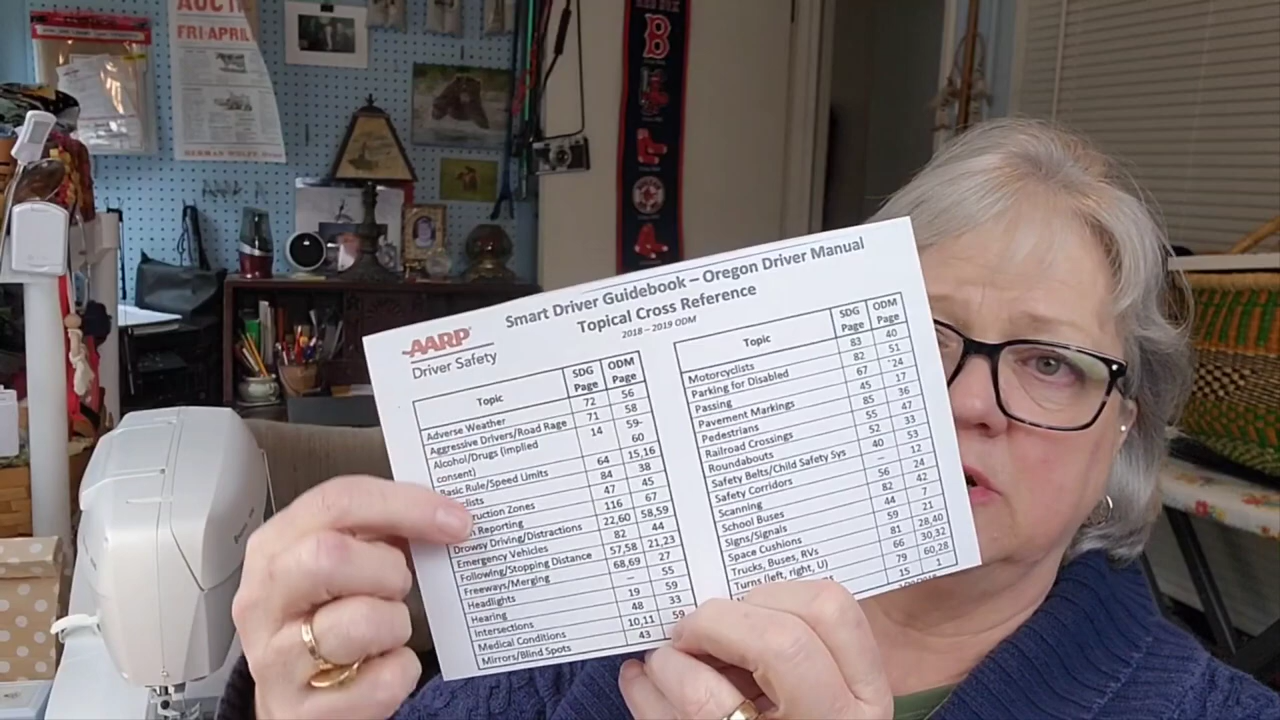 AUCTI
FRI·APRIL
RED SOX
B
AARP
Driver Safety
Smart Driver Guidebook – Oregon Driver Manual
Topical Cross Reference
2018 – 2019 ODM
Topic SDG Page ODM Page
Adverse Weather 72 56
Aggressive Drivers/Road Rage 71 58
Alcohol/Drugs (implied consent) 14 59-60
Basic Rule/Speed Limits 64 15,16
clists 84 38
truction Zones 47 45
n Reporting 116 67
Drowsy Driving/Distractions 22,60 58,59
Emergency Vehicles 82 44
Following/Stopping Distance 57,58 21,23
Freeways/Merging 68,69 27
Headlights – 55
Hearing 19 59
Intersections 48 33
Medical Conditions 10,11 59
Mirrors/Blind Spots 43
Topic SDG Page ODM Page
Motorcyclists 83 40
Parking for Disabled 82 51
Passing 67 '24
Pavement Markings 45 17
Pedestrians 85 36
Railroad Crossings 55 47
Roundabouts 52 33
Safety Belts/Child Safety Sys 40 53
Safety Corridors – 12
Scanning 56 24
School Buses 82 42
Signs/Signals 44 7
Space Cushions 59 21
Trucks, Buses, RVs 81 28,40
Turns (left, right, U) 66 30,32
79 60,28
15 1